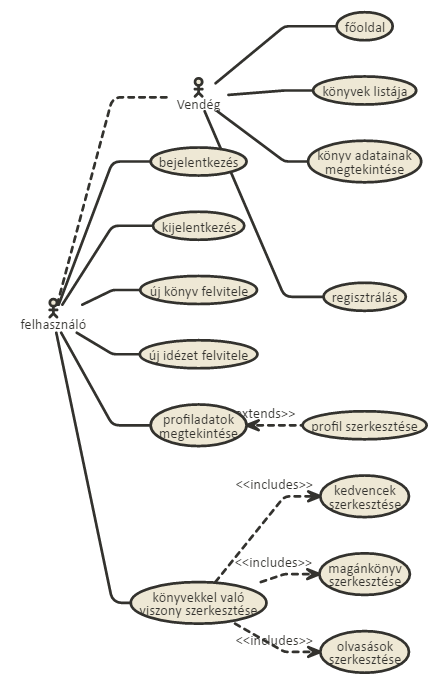 főoldal
könyvek listája
Vendég
könyv adatainak
megtekintése
bejelentkezés
kijelentkezés
új könyv felvitele
regisztrálás
felhasználó
új idézet felvitele
profiladatok
megtekintése
extends>>
profil szerkesztése
<<includes>>
kedvencek
szerkesztése
<<includes>>
magánkönyv
szerkesztése
könyvekkel való
viszony szerkesztése
<<includes>>
olvasások
szerkesztése